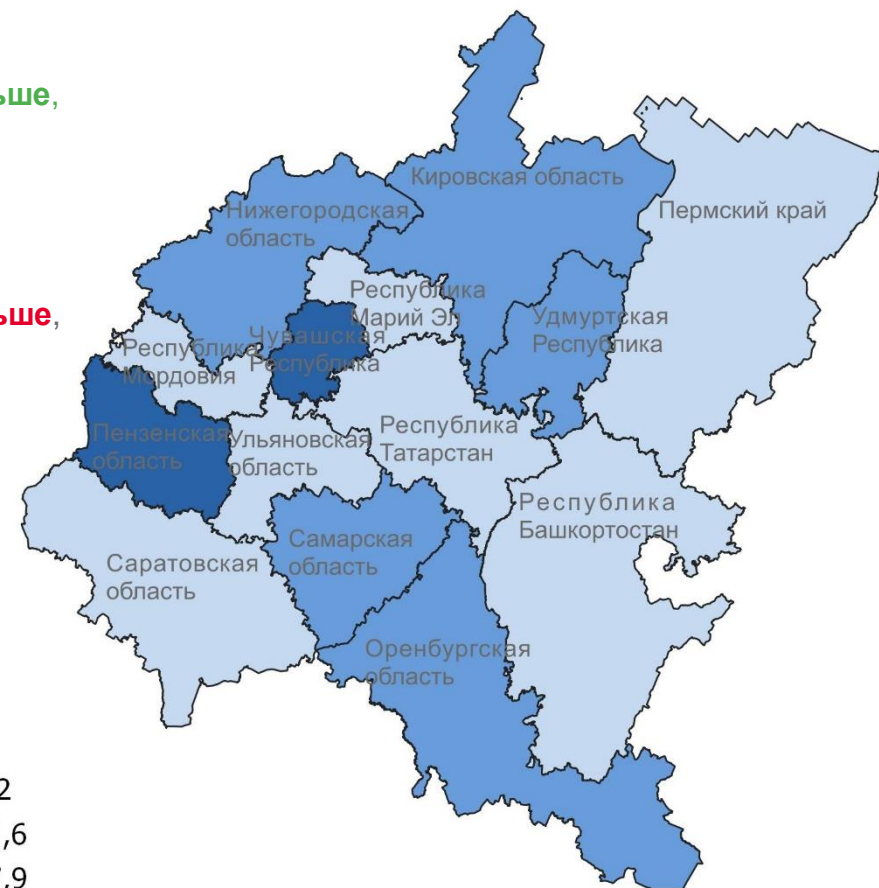 ьше,
Кировская область
Нижегородская
область
Пермский край
Республика
Марий Эл
ьше,
Чувашская
Республика
Удмуртская
Республика
Республика
Мордовия
Пензенская
область
Ульяновская
область
Республика
Татарстан
Республика
Башкортостан
Самарская
область
Саратовская
область
Оренбургская
область
2
,6
,9